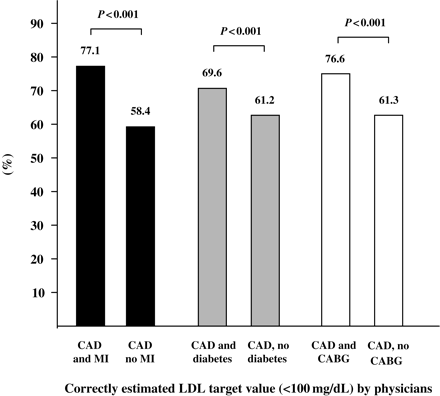 P < 0.001
P < 0.001
P < 0.001
90
80
70
60
50
40
30
20
10
(%)
77.1
58.4
69.6
61.2
76.6
61.3
CAD
and MI
CAD
no MI
CAD and
diabetes
CAD, no
diabetes
CAD and
CABG
CAD, no
CABG
Correctly estimated LDL target value (<100 mg/dL) by physicians